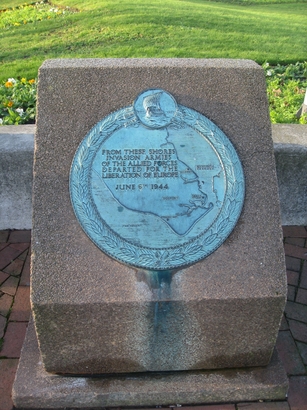 FROM THESE SHORES
INVASION ARMIES
OF THE ALLIED FORCES
DEPARTED FOR THE
LIBERATION OF EUROPE
JUNE 6TH 1944